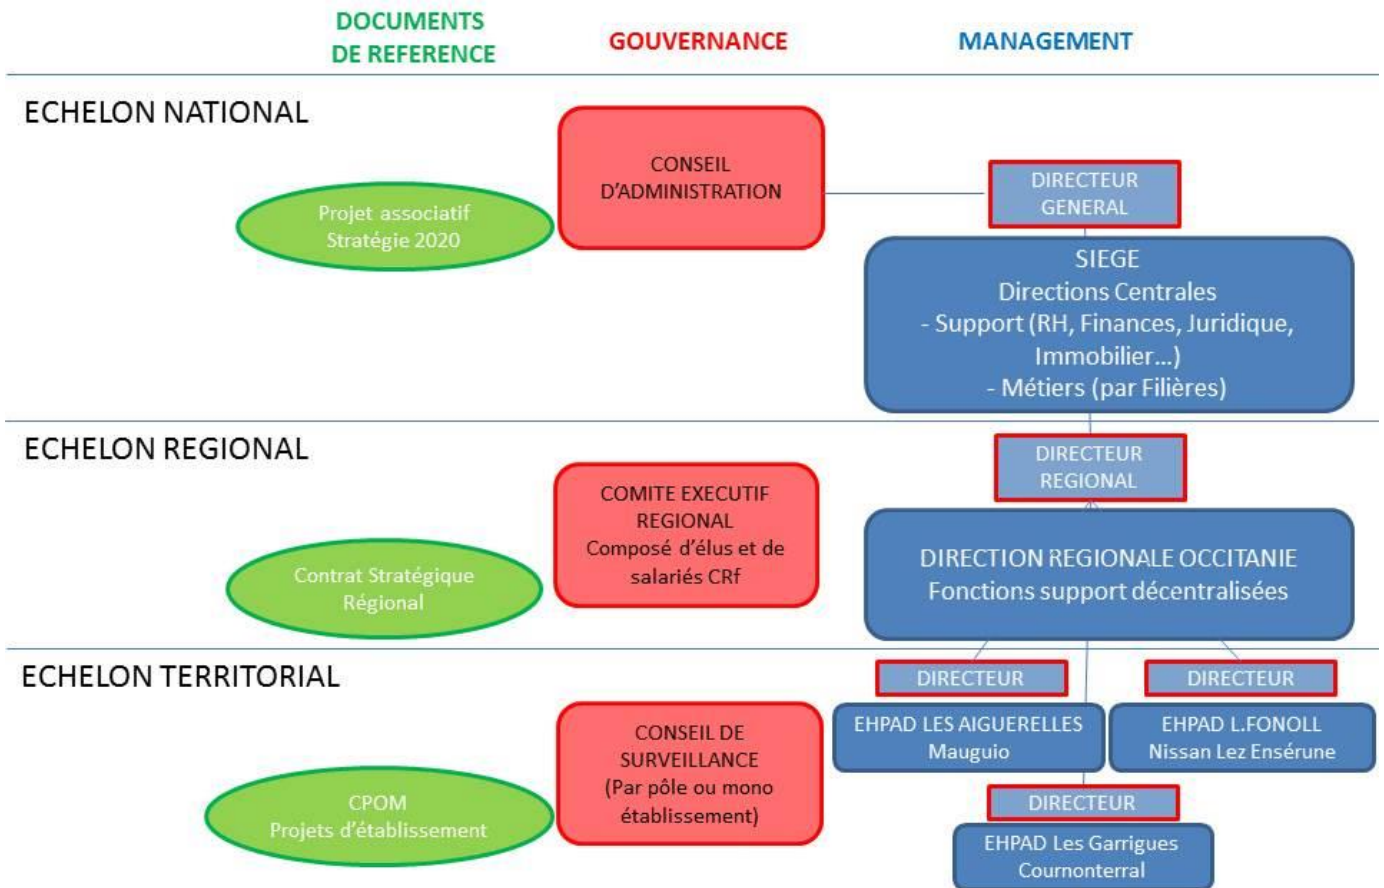 DOCUMENTS
DE REFERENCE
GOUVERNANCE
MANAGEMENT
ECHELON NATIONAL
Projet associatif
Stratégie 2020
CONSEIL
D'ADMINISTRATION
DIRECTEUR
GENERAL
SIEGE
Directions Centrales
- Support (RH, Finances, Juridique,
Immobilier...)
- Métiers (par Filières)
ECHELON REGIONAL
Contrat Stratégique
Régional
COMITE EXECUTIF
REGIONAL
Composé d'élus et de
salariés CRf
DIRECTEUR
REGIONAL
DIRECTION REGIONALE OCCITANIE
Fonctions support décentralisées
ECHELON TERRITORIAL
CPOM
Projets d'établissement
CONSEIL DE
SURVEILLANCE
(Par pôle ou mono
établissement)
DIRECTEUR
EHPAD LES AIGUERELLES
Mauguio
DIRECTEUR
EHPAD L.FONOLL
Nissan Lez Ensérune
DIRECTEUR
EHPAD Les Garrigues
Cournonterral